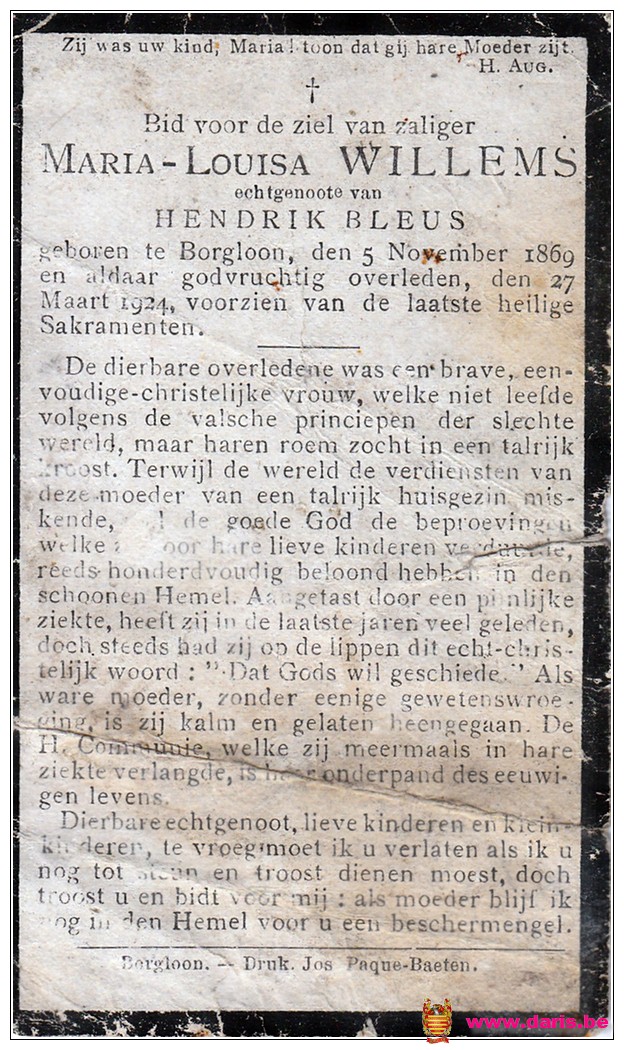 Zij was uw kind, Maria! toon dat gij hare Moeder zijt.
H. Aug.
Bid voor de ziel van zaliger
MARIA-LOUISA WILLEMS
echtgenoote van
HENDRIK BLEUS
geboren te Borgloon, den 5 November 1869
en aldaar godvruchtig overleden, den 27
Maart 1924, voorzien van de laatste heilige
Sakramenten.
De dierbare overledene was een brave, een-
voudige-christelijke vrouw, welke niet leefde
volgens de valsche princiepen der slechte
wereld, maar haren roem zocht in een talrijk
kroost. Terwijl de wereld de verdiensten van
deze moeder van een talrijk huisgezin mis-
kende, de goede God de beproevingen
welke hare lieve kinderen verduurde,
reeds honderdvoudig beloond hebben in den
schoonen Hemel. Aangetast door een pijnlijke
ziekte, heeft zij in de laatste jaren veel geleden,
doch steeds had zij op de lippen dit echt-chris-
telijk woord : "Dat Gods wil geschiede." Als
ware moeder, zonder eenige gewetenswroe-
ging, is zij kalm en gelaten heengegaan. De
H. Communie, welke zij meermaals in hare
ziekte verlangde, is haar onderpand des eeuwi-
gen levens.
Dierbare echtgenoot, lieve kinderen en klein-
kinderen, te vroeg moet ik u verlaten als ik u
nog tot steun en troost dienen moest, doch
troost u en bidt voor mij : als moeder blijf ik
nog in den Hemel voor u een beschermengel.
Borgloon. — Druk. Jos Paque-Baeten.
www.daris.be